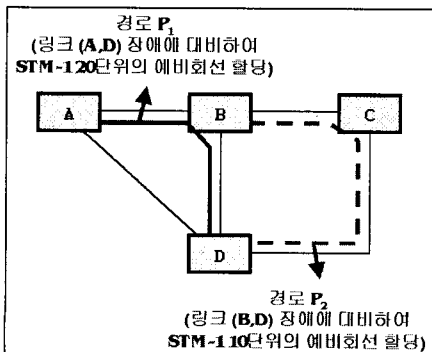 경로 P1
(링크 (A,D) 장애에 대비하여
STM-1 20단위의 예비회선 할당)
A
B
C
D
경로 P2
(링크 (B,D) 장애에 대비하여
STM-1 10단위의 예비회선 할당)